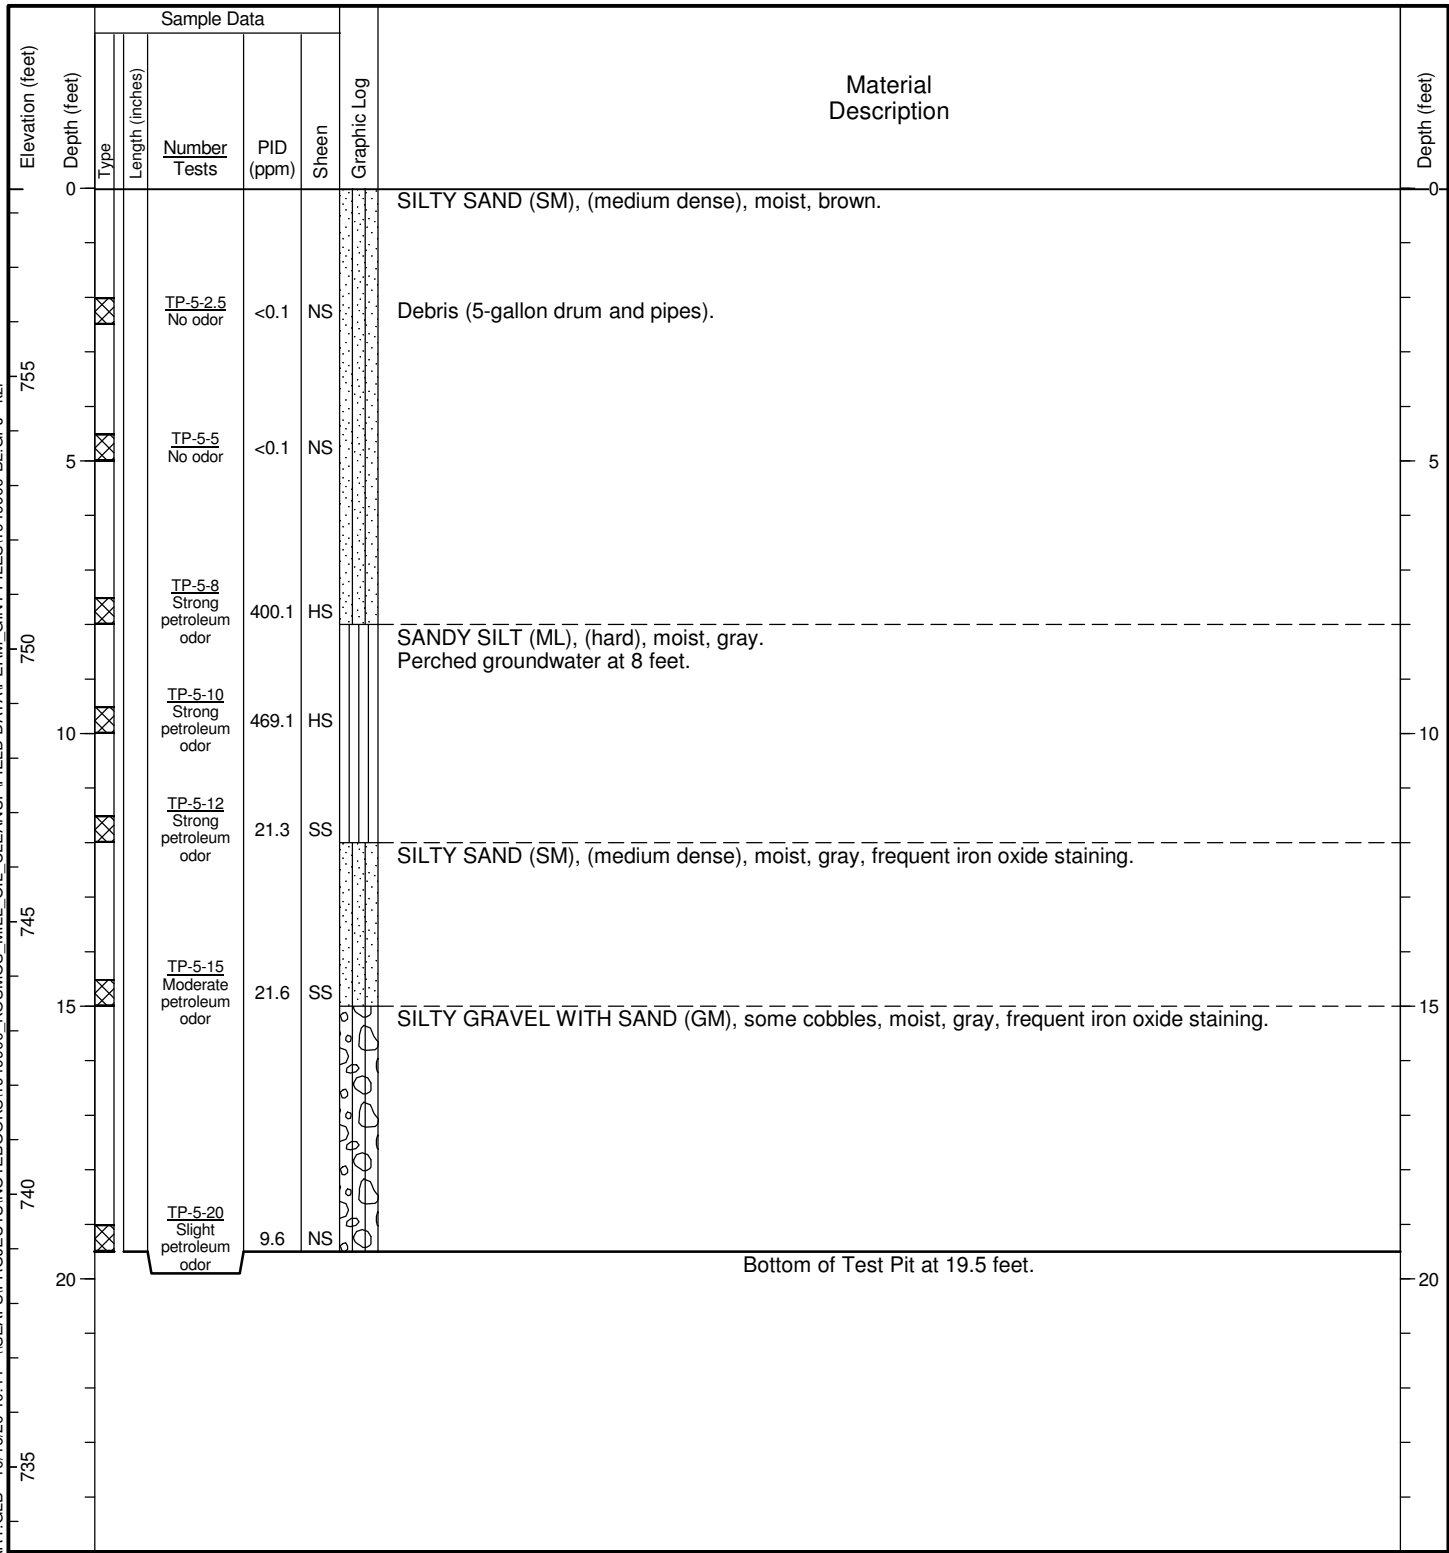 Sample Data
Elevation (feet)
Depth (feet)
Type
Length (inches)
Number
Tests
PID
(ppm)
Sheen
Graphic Log
Material
Description
Depth (feet)
0
0
SILTY SAND (SM), (medium dense), moist, brown.
TP-5-2.5
No odor
<0.1
NS
Debris (5-gallon drum and pipes).
755
TP-5-5
No odor
<0.1
NS
5
5
TP-5-8
Strong
petroleum
odor
400.1
HS
750
SANDY SILT (ML), (hard), moist, gray.
Perched groundwater at 8 feet.
TP-5-10
Strong
petroleum
odor
469.1
HS
10
10
TP-5-12
Strong
petroleum
odor
21.3
SS
SILTY SAND (SM), (medium dense), moist, gray, frequent iron oxide staining.
745
TP-5-15
Moderate
petroleum
odor
21.6
SS
15
15
SILTY GRAVEL WITH SAND (GM), some cobbles, moist, gray, frequent iron oxide staining.
740
TP-5-20
Slight
petroleum
odor
9.6
NS
Bottom of Test Pit at 19.5 feet.
20
20
735